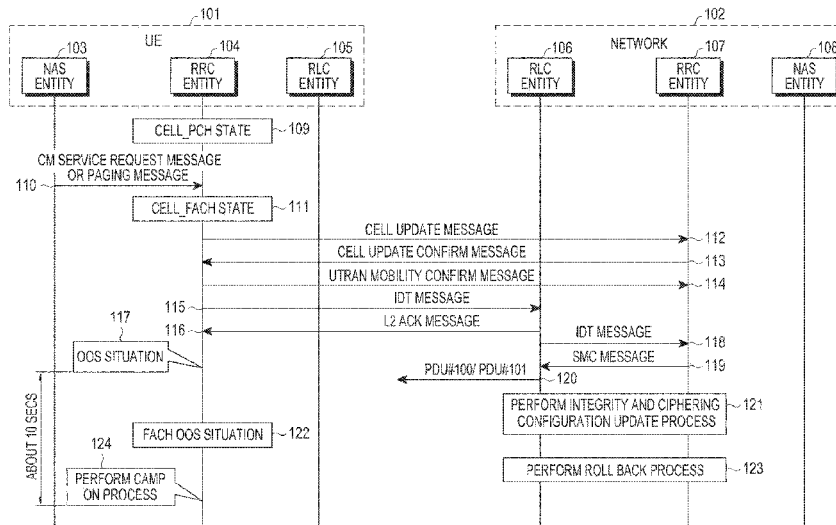 101
102
UE
NETWORK
103
104
105
106
107
108
NAS
ENTITY
RRC
ENTITY
RLC
ENTITY
RLC
ENTITY
RRC
ENTITY
NAS
ENTITY
CELL_PCH STATE
109
CM SERVICE REQUEST MESSAGE
OR PAGING MESSAGE
110
CELL_FACH STATE
111
CELL UPDATE MESSAGE
112
CELL UPDATE CONFIRM MESSAGE
113
UTRAN MOBILITY CONFIRM MESSAGE
114
115
IDT MESSAGE
117
116
L2 ACK MESSAGE
IDT MESSAGE
118
OOS SITUATION
SMC MESSAGE
119
PDU#100/ PDU#101
120
PERFORM INTEGRITY AND CIPHERING
CONFIGURATION UPDATE PROCESS
121
ABOUT 10 SECS
FACH OOS SITUATION
122
124
PERFORM CAMP
ON PROCESS
PERFORM ROLL BACK PROCESS
123